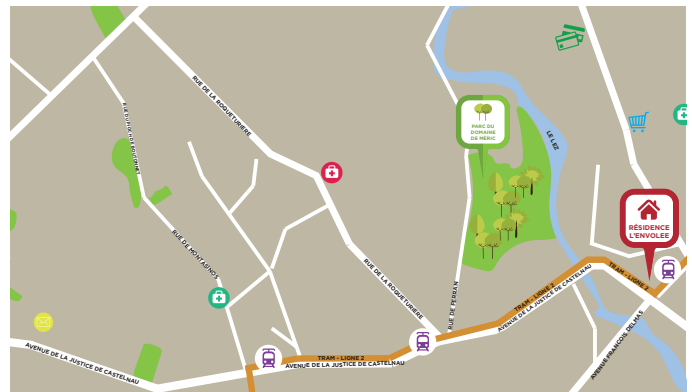 RUE DE LA ROQUETURIERE
PARC DU
DOMAINE
DE MÉRIC
LE LEZ
RÉSIDENCE
L'ENVOLEE
RUE DE MONTASINOS
RUE DE LA ROQUETURIERE
RUE DE FERRAN
TRAM - LIGNE 2
AVENUE DE LA JUSTICE DE CASTELNAU
TRAM - LIGNE 2
AVENUE FRANÇOIS DELMAS
TRAM - LIGNE 2
AVENUE DE LA JUSTICE DE CASTELNAU
AVENUE DE LA JUSTICE DE CASTELNAU